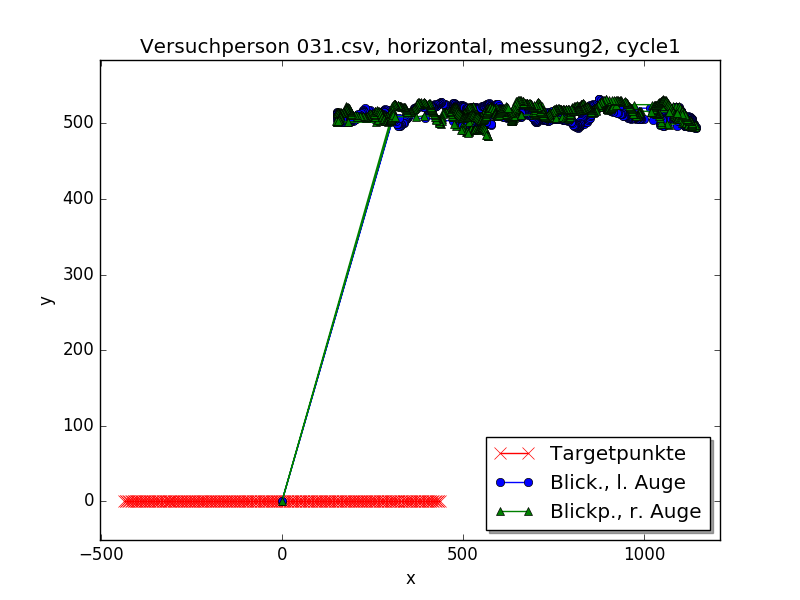 Versuchperson 031.csv, horizontal, messung2, cycle1
y
500
400
300
200
100
0
−500
0
500
1000
x
Targetpunkte
Blick., l. Auge
Blickp., r. Auge